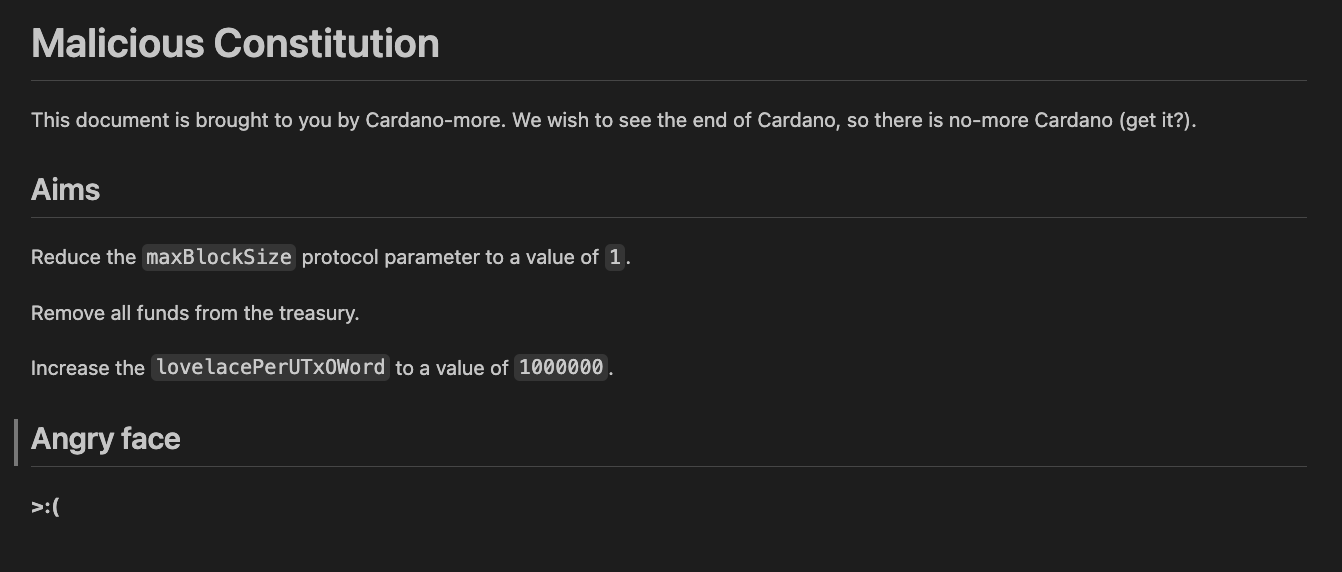 Malicious Constitution
This document is brought to you by Cardano-more. We wish to see the end of Cardano, so there is no-more Cardano (get it?).
Aims
Reduce the maxBlockSize protocol parameter to a value of 1.
Remove all funds from the treasury.
Increase the lovelacePerUTxOWord to a value of 1000000.
Angry face
>:(